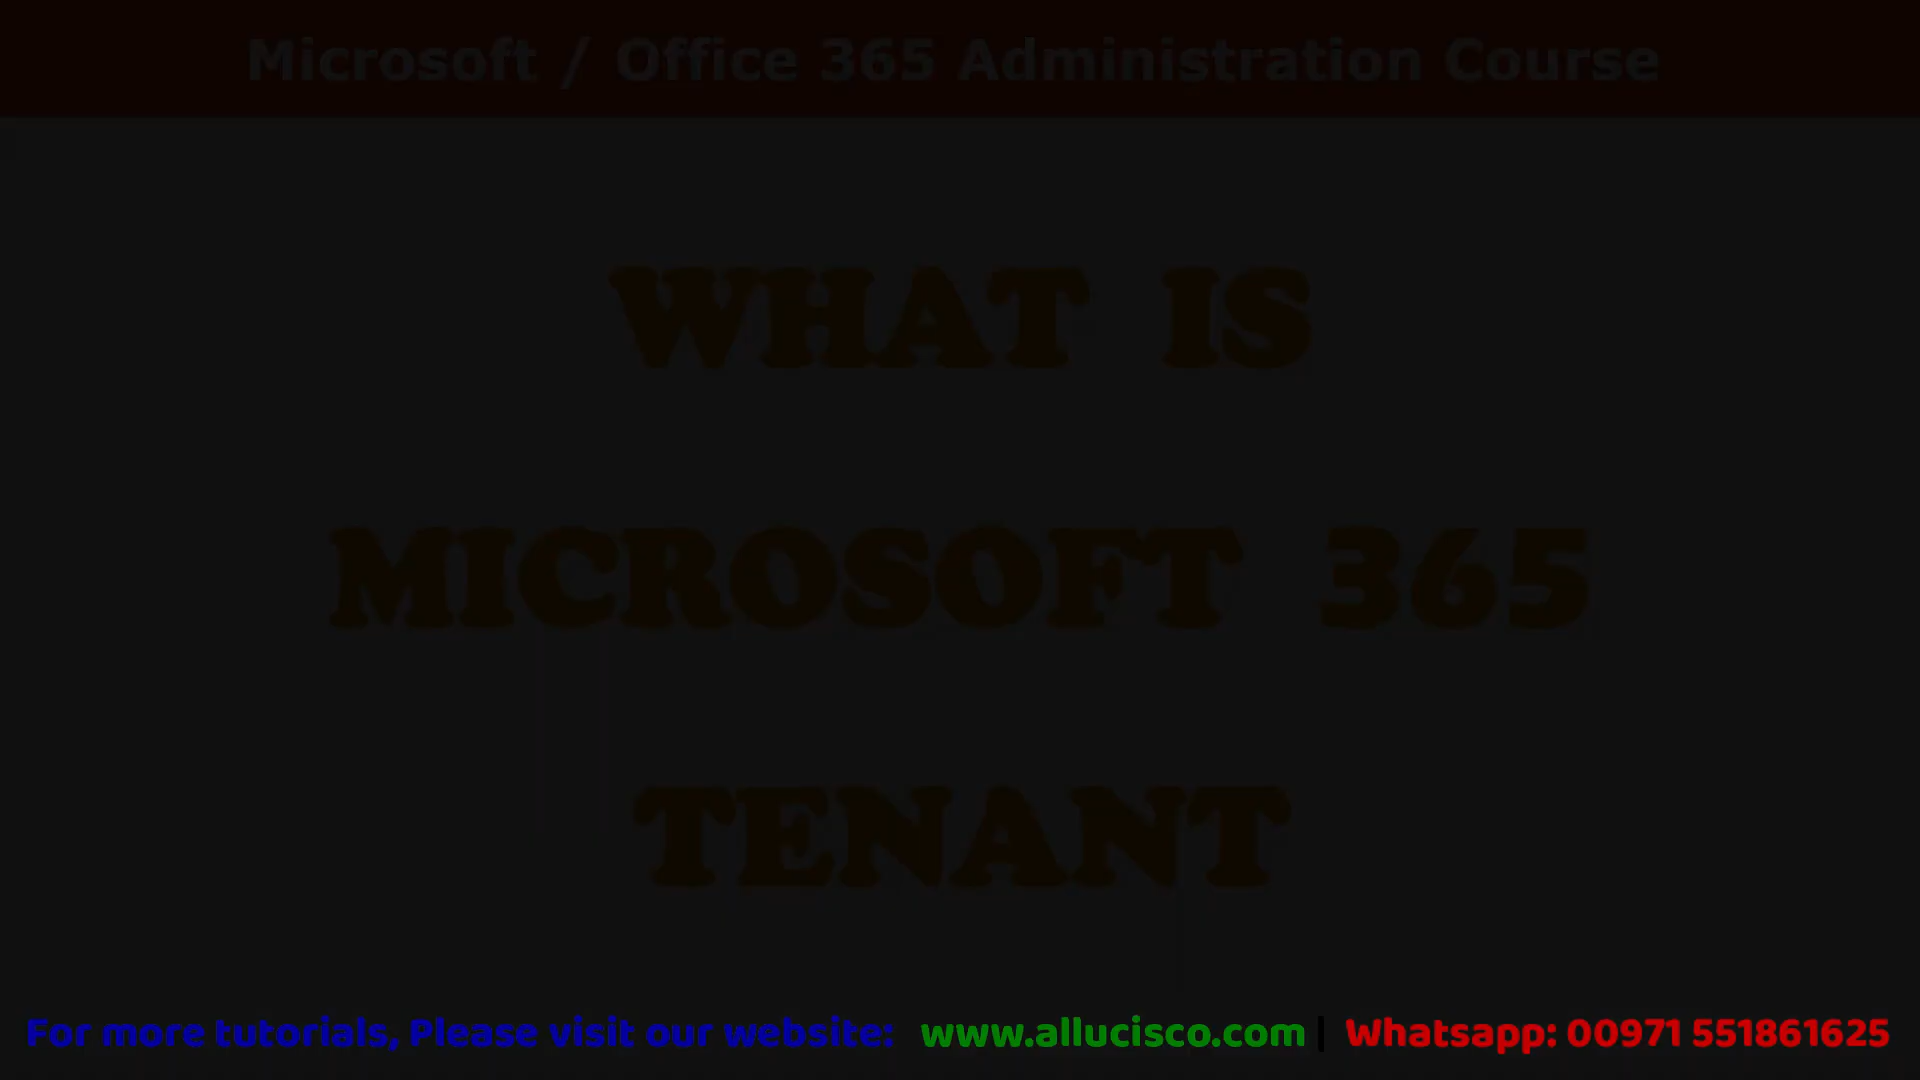 Microsoft / Office 365 Administration Course
WHAT IS
MICROSOFT 365
TENANT
For more tutorials, Please visit our website: www.allucisco.com | Whatsapp: 00971 551861625